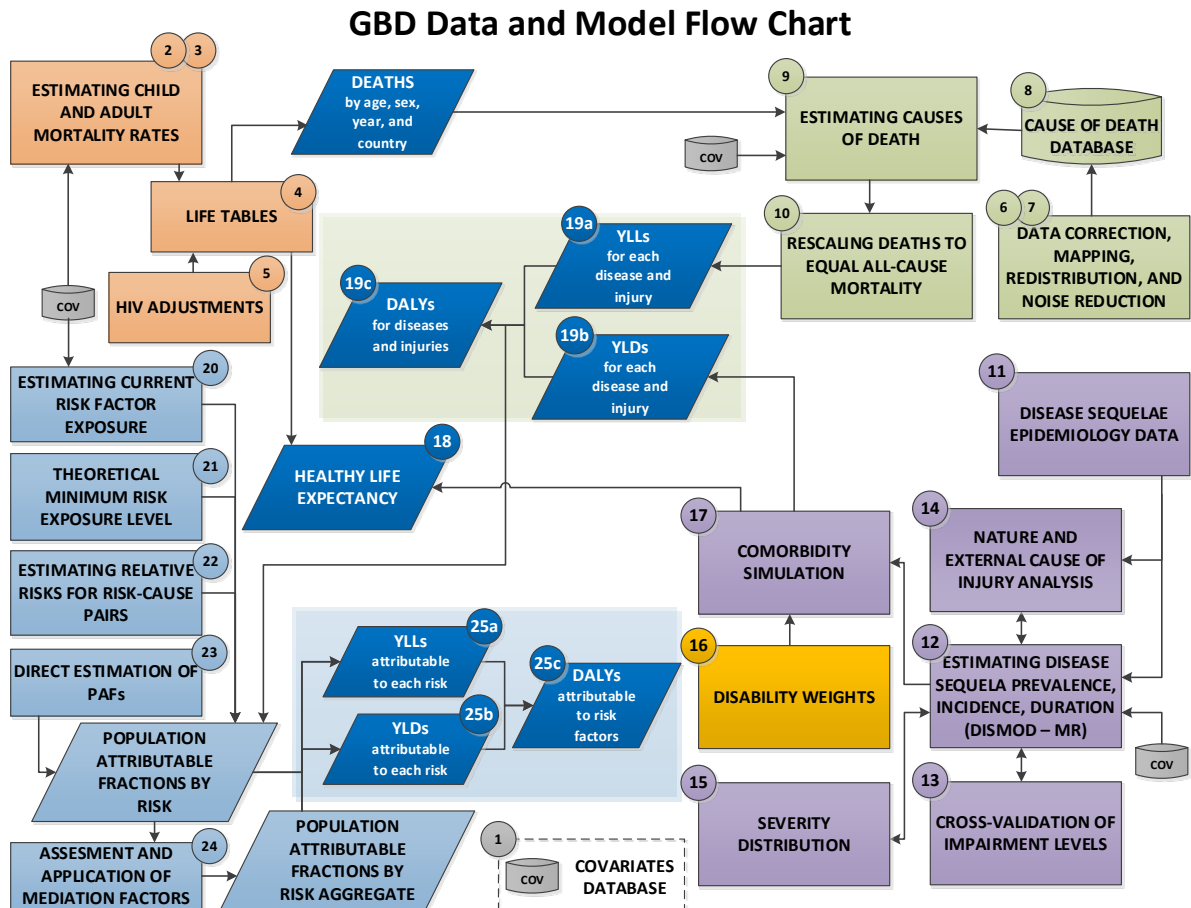 GBD Data and Model Flow Chart
2
3
ESTIMATING CHILD
AND ADULT
MORTALITY RATES
DEATHS
by age, sex,
year, and
country
9
ESTIMATING CAUSES
OF DEATH
8
CAUSE OF DEATH
DATABASE
COV
4
LIFE TABLES
5
HIV ADJUSTMENTS
COV
10
RESCALING DEATHS TO
EQUAL ALL-CAUSE
MORTALITY
6
7
DATA CORRECTION,
MAPPING,
REDISTRIBUTION, AND
NOISE REDUCTION
19a
YLLs
for each
disease and
injury
19c
DALYs
for diseases
and injuries
19b
YLDs
for each
disease and
injury
20
ESTIMATING CURRENT
RISK FACTOR
EXPOSURE
11
DISEASE SEQUELAE
EPIDEMIOLOGY DATA
18
HEALTHY LIFE
EXPECTANCY
21
THEORETICAL
MINIMUM RISK
EXPOSURE LEVEL
17
COMORBIDITY
SIMULATION
14
NATURE AND
EXTERNAL CAUSE OF
INJURY ANALYSIS
22
ESTIMATING RELATIVE
RISKS FOR RISK-CAUSE
PAIRS
23
DIRECT ESTIMATION OF
PAFs
25a
YLLs
attributable
to each risk
25b
YLDs
attributable
to each risk
25c
DALYs
attributable
to risk
factors
16
DISABILITY WEIGHTS
12
ESTIMATING DISEASE
SEQUELA PREVALENCE,
INCIDENCE, DURATION
(DISMOD – MR)
COV
POPULATION
ATTRIBUTABLE
FRACTIONS BY
RISK
15
SEVERITY
DISTRIBUTION
13
CROSS-VALIDATION OF
IMPAIRMENT LEVELS
24
ASSESMENT AND
APPLICATION OF
MEDIATION FACTORS
POPULATION
ATTRIBUTABLE
FRACTIONS BY
RISK AGGREGATE
1
COV
COVARIATES
DATABASE